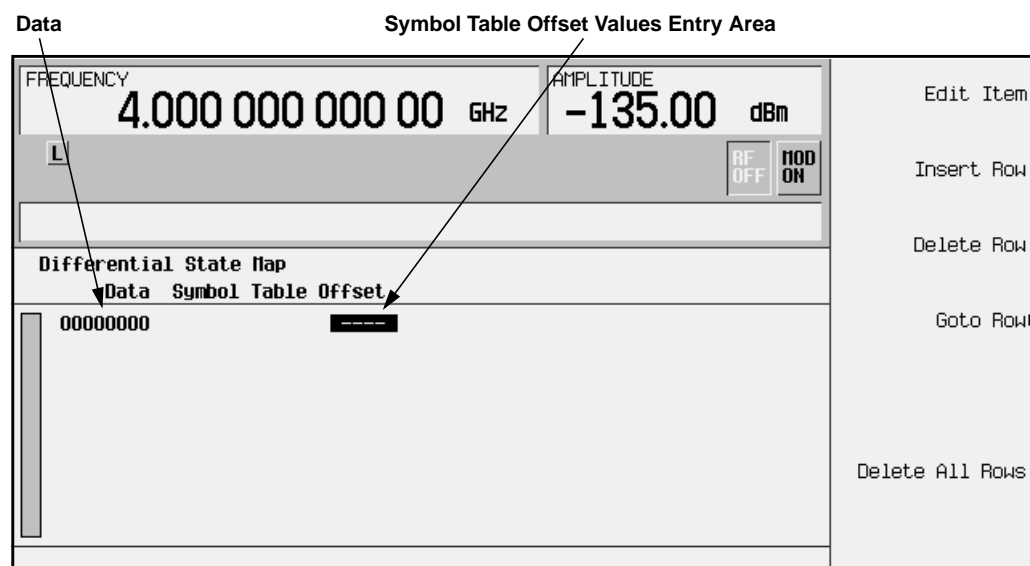 Data
Symbol Table Offset Values Entry Area
FREQUENCY
4.000 000 000 00 GHz
AMPLITUDE
-135.00 dBm
L
RF OFF
MOD ON
Differential State Map
Data Symbol Table Offset
00000000 ----
Edit Item
Insert Row
Delete Row
Goto Row
Delete All Rows